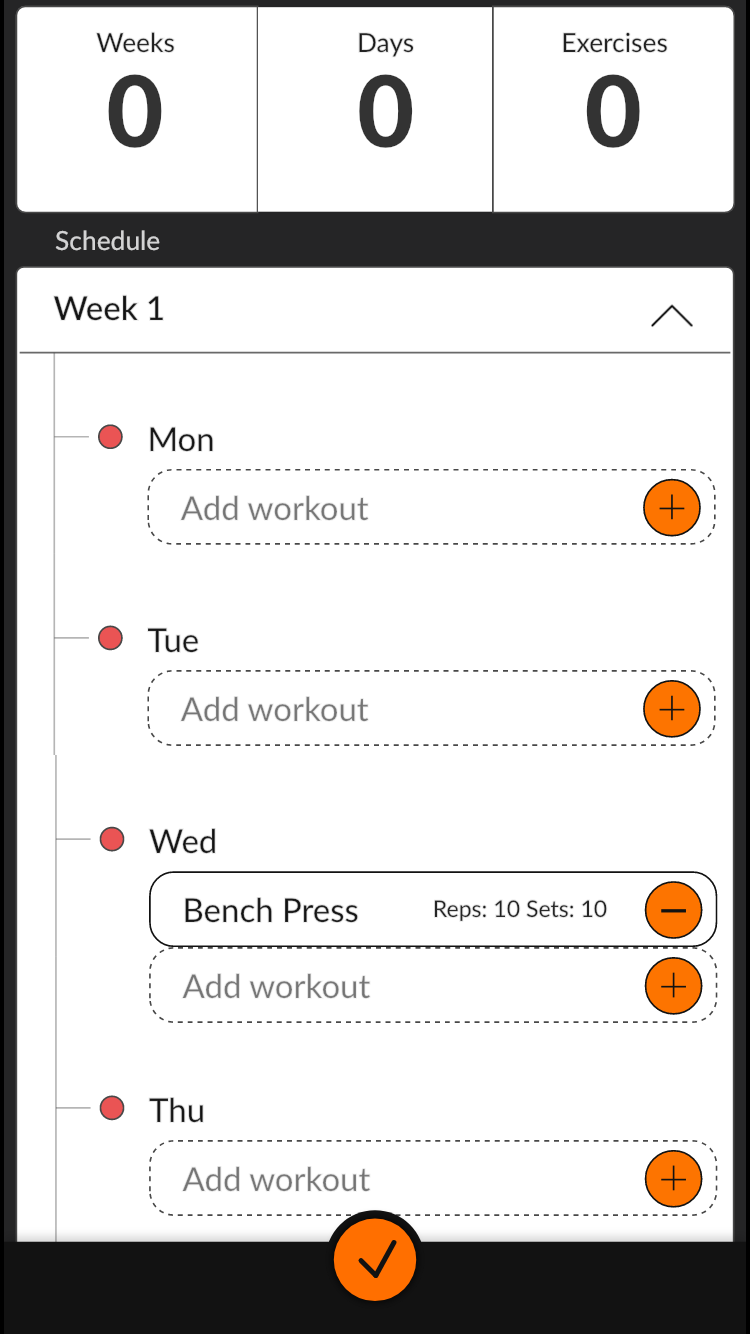 Weeks Days Exercises
0 0 0
Schedule
Week 1
Mon
Add workout
Tue
Add workout
Wed
Bench Press Reps: 10 Sets: 10
Add workout
Thu
Add workout